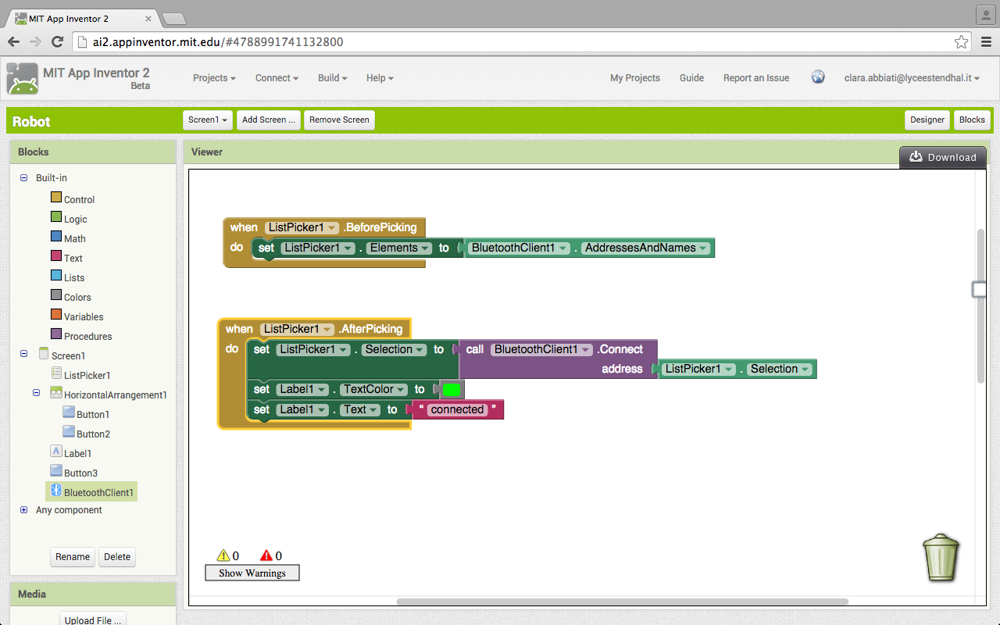 MIT App Inventor 2
ai2.appinventor.mit.edu/#4788991741132800
MIT App Inventor 2
Beta
Projects Connect Build Help My Projects Guide Report an Issue clara.abbiati@lyceestendhal.it
Robot Screen1 Add Screen ... Remove Screen Designer Blocks
Blocks
Built-in
Control
Logic
Math
Text
Lists
Colors
Variables
Procedures
Screen1
ListPicker1
HorizontalArrangement1
Button1
Button2
A Label1
Button3
BluetoothClient1
Any component
Rename Delete
Media
Upload File ...
Viewer
Download
when ListPicker1 .BeforePicking
do set ListPicker1 . Elements to BluetoothClient1 . AddressesAndNames
when ListPicker1 .AfterPicking
do set ListPicker1 . Selection to call BluetoothClient1 .Connect
address ListPicker1 . Selection
set Label1 . TextColor to
set Label1 . Text to “ connected ”
0 0
Show Warnings